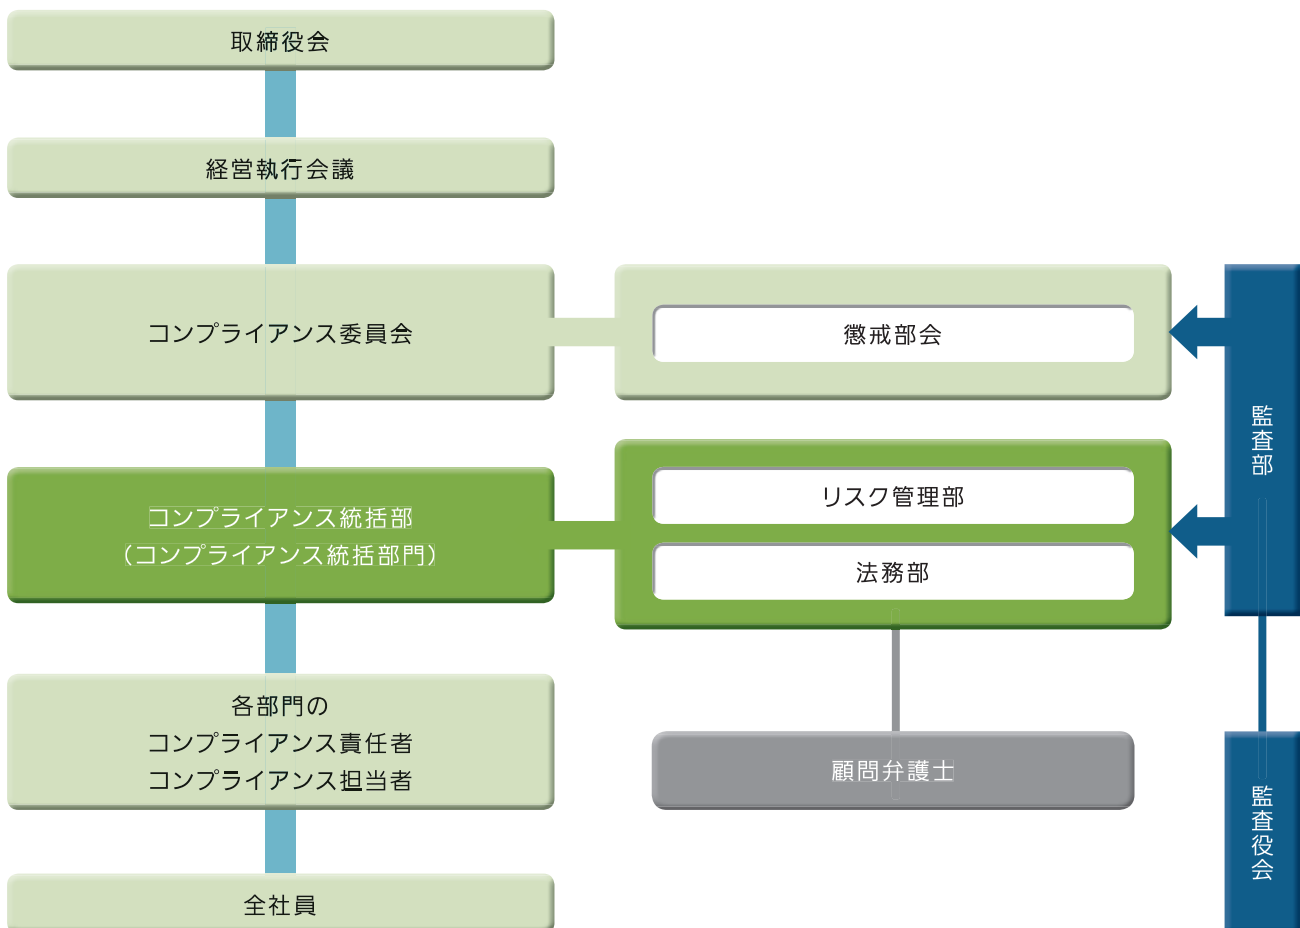 取締役会
経営執行会議
コンプライアンス委員会
懲戒部会
監査部
コンプライアンス統括部
（コンプライアンス統括部門）
リスク管理部
法務部
各部門の
コンプライアンス責任者
コンプライアンス担当者
顧問弁護士
監査役会
全社員